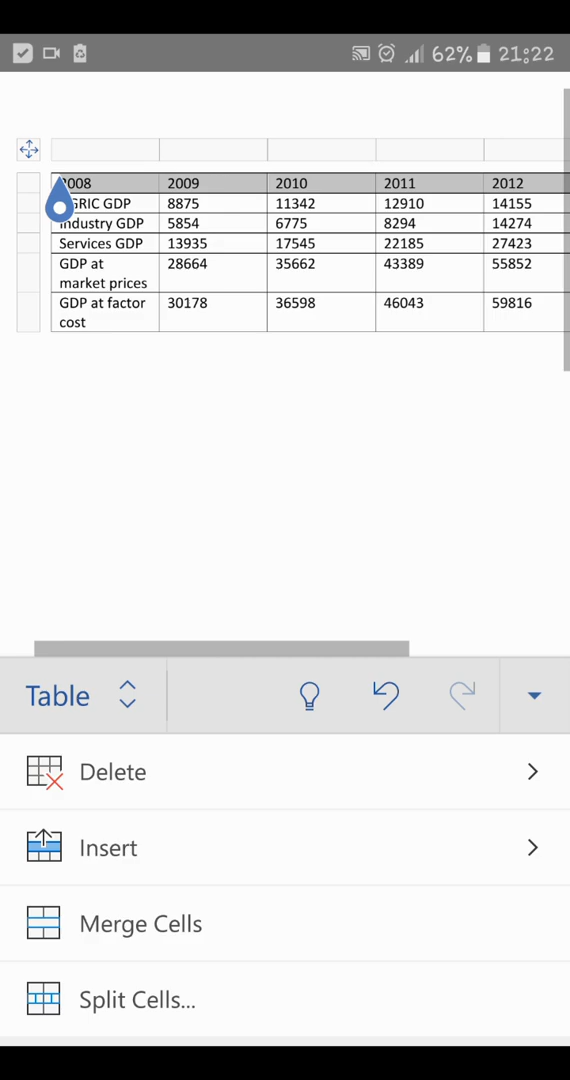 62% 21:22
2008 2009 2010 2011 2012
GRIC GDP 8875 11342 12910 14155
Industry GDP 5854 6775 8294 14274
Services GDP 13935 17545 22185 27423
GDP at 28664 35662 43389 55852
market prices
GDP at factor 30178 36598 46043 59816
cost
Table
Delete
Insert
Merge Cells
Split Cells...